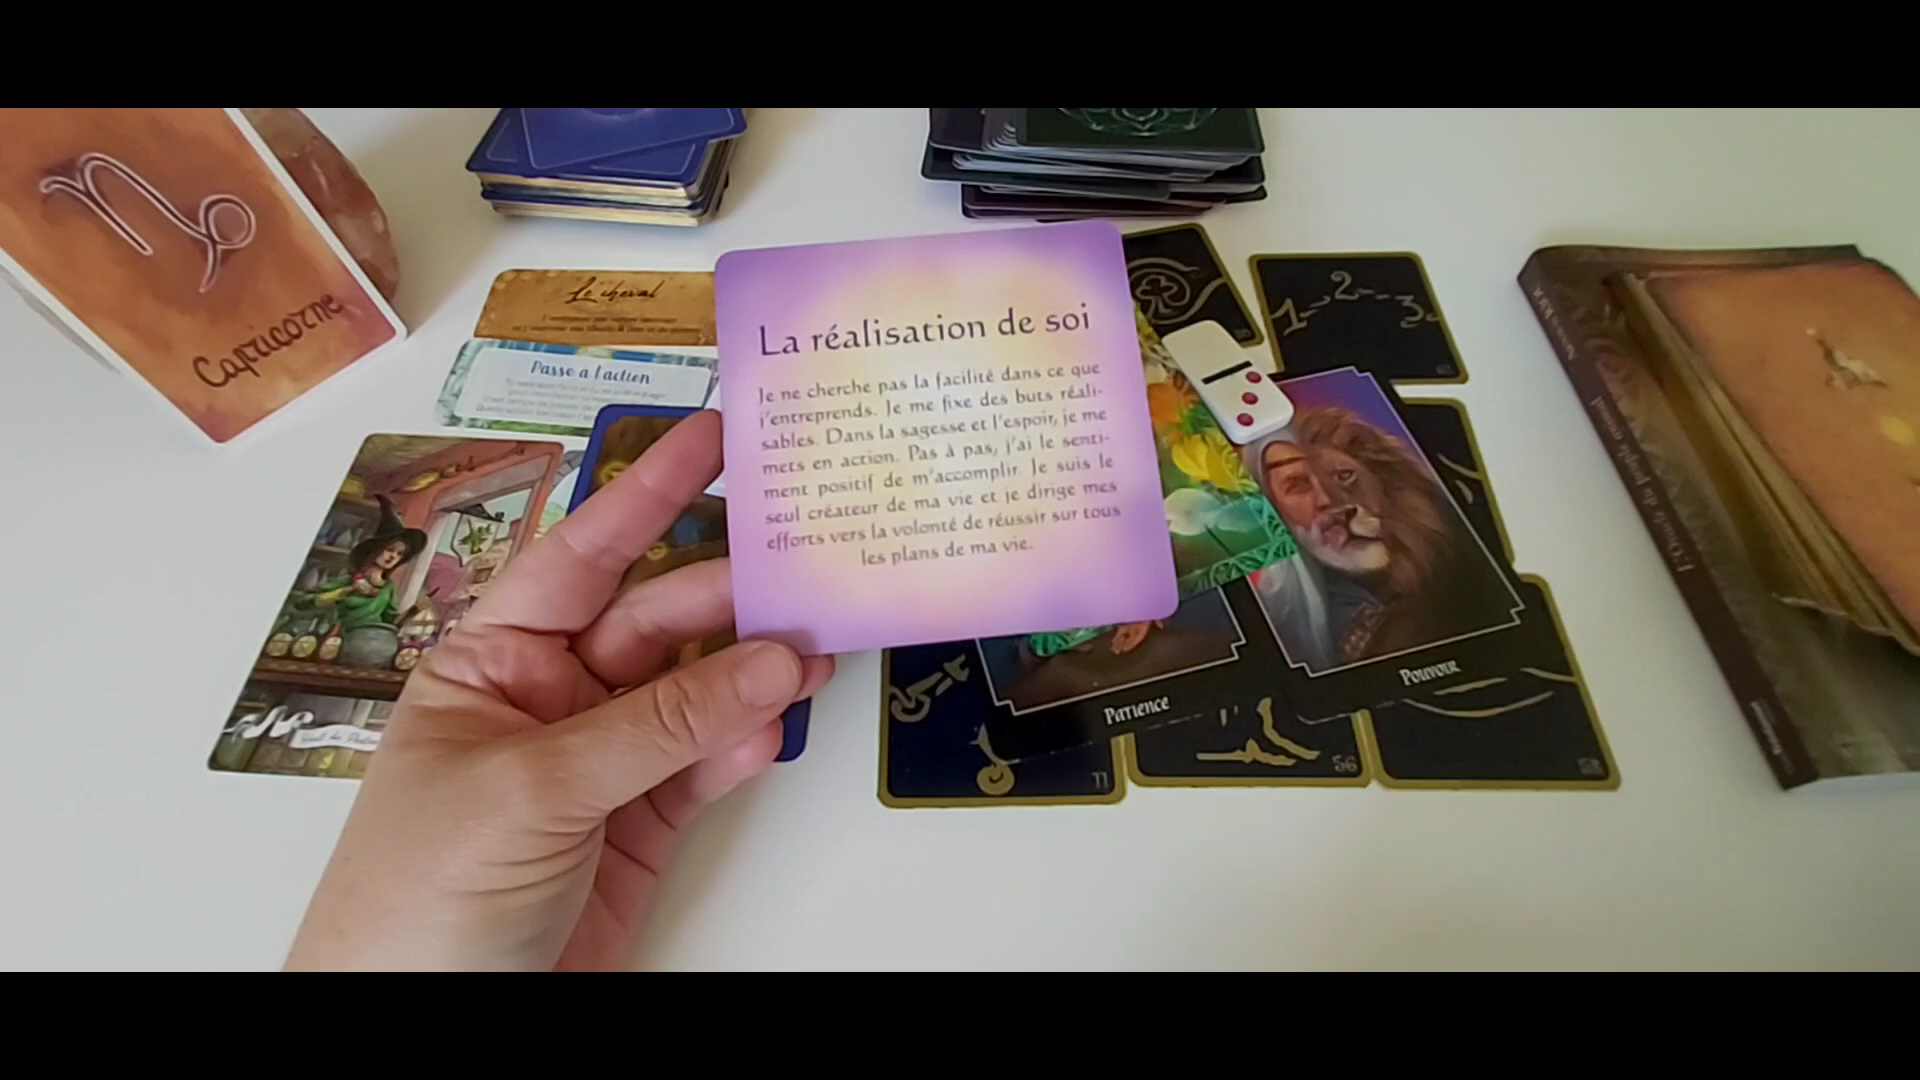 Capricorne
Le cheval
Passe à l'action
La réalisation de soi
Je ne cherche pas la facilité dans ce que
j'entreprends. Je me fixe des buts réali-
sables. Dans la sagesse et l'espoir, je me
mets en action. Pas à pas, j'ai le senti-
ment positif de m'accomplir. Je suis le
seul créateur de ma vie et je dirige mes
efforts vers la volonté de réussir sur tous
les plans de ma vie.
1-2-3
Patience
Pouvoir
11
56
58